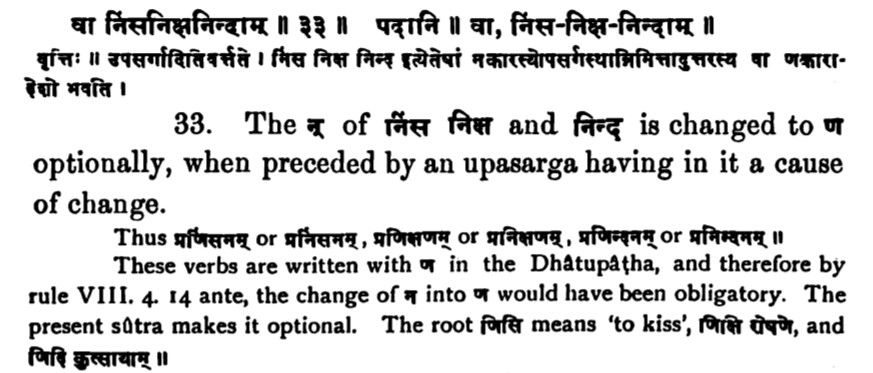 वा निंसनिक्षनिन्दाम् ॥ ३३ ॥ पदानि ॥ वा, निंस-निक्ष-निन्दाम् ॥
वृत्तिः ॥ उपसर्गादितिवर्त्तते । निंस निक्ष निन्द इत्येतेषां नकारस्योपसर्गस्थान्निमित्तादुत्तरस्य वा णकारा-
देशो भवति ।
33. The न् of निंस निक्ष and निन्द is changed to ण
optionally, when preceded by an upasarga having in it a cause
of change.
Thus प्रणिंसनम् or प्रनिंसनम्, प्रणिक्षणम् or प्रनिक्षणम्, प्रणिन्दनम् or प्रनिन्दनम् ॥
These verbs are written with ण in the Dhâtupâṭha, and therefore by
rule VIII. 4. 14 ante, the change of न into ण would have been obligatory. The
present sûtra makes it optional. The root णिसि means 'to kiss', णिक्षि रोषणे, and
णिदि कुत्सायाम् ॥